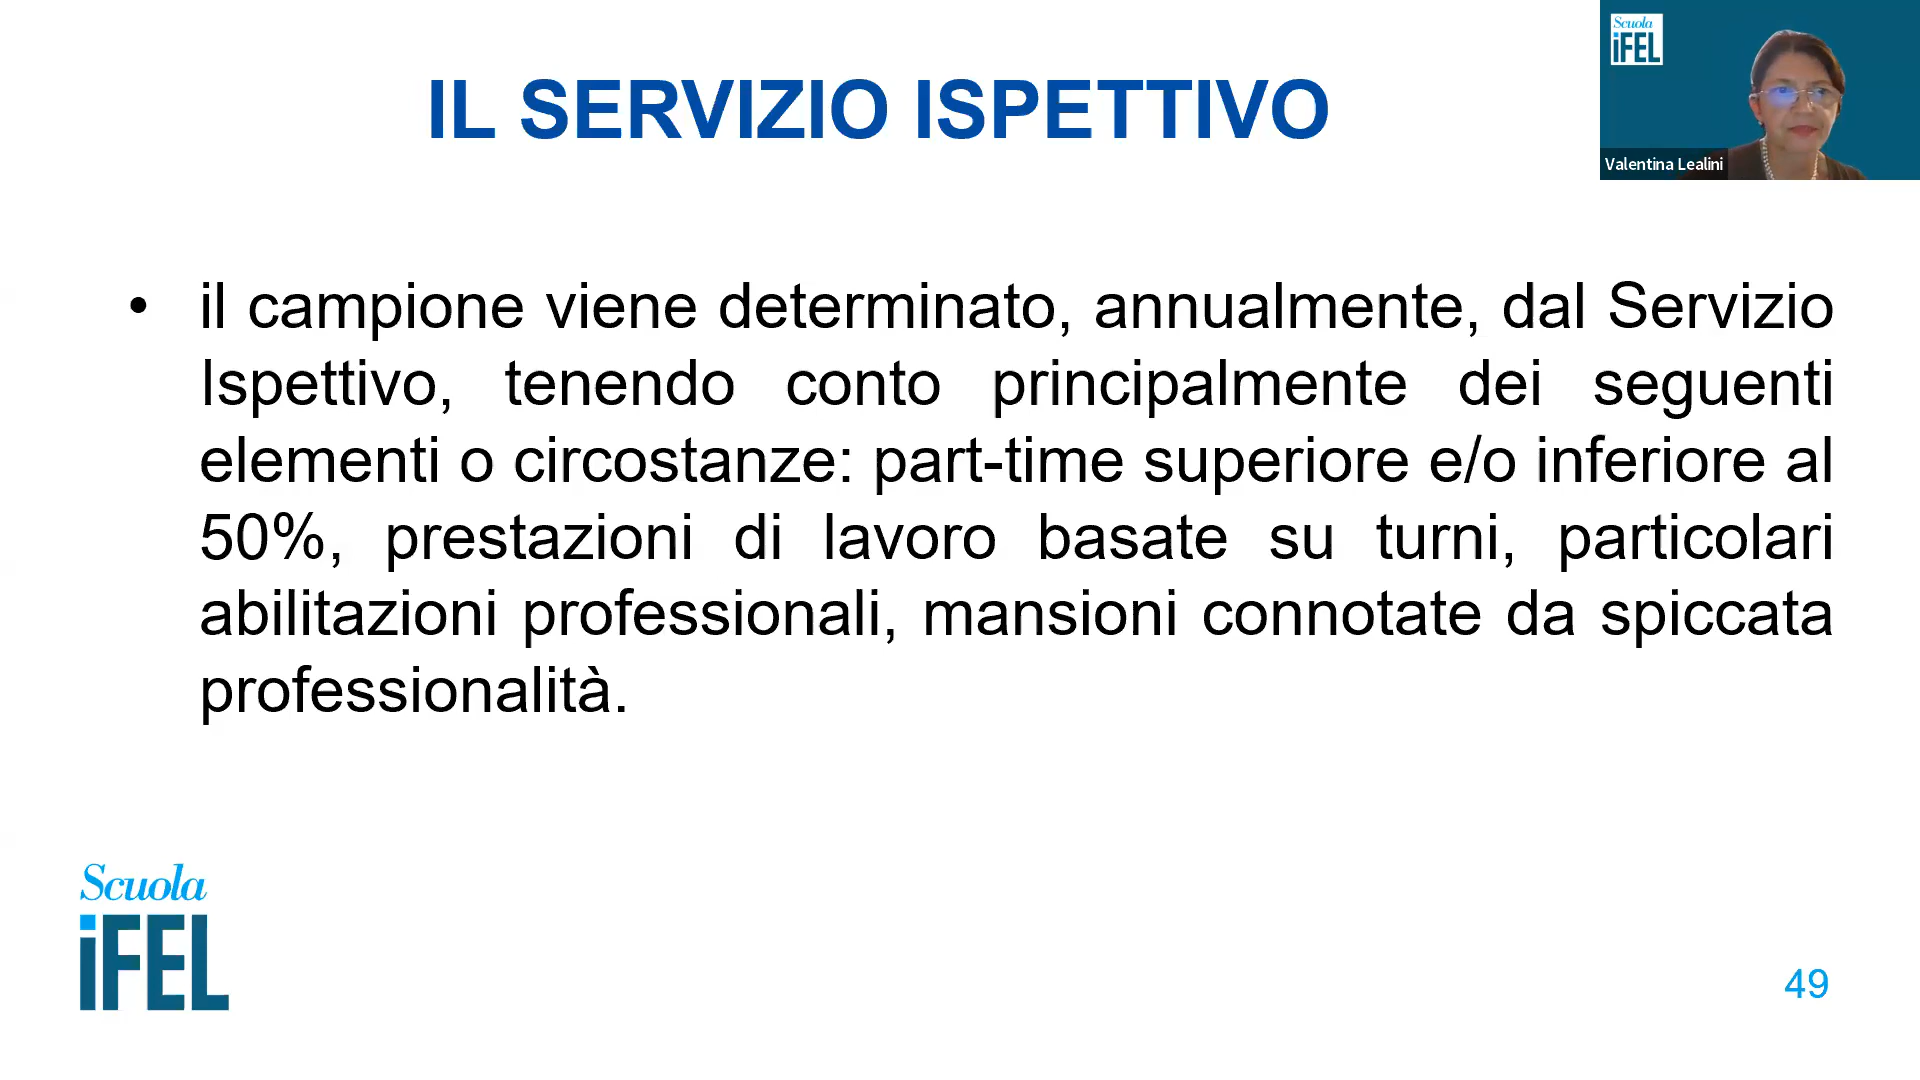 IL SERVIZIO ISPETTIVO
Scuola
iFEL
Valentina Lealini
• il campione viene determinato, annualmente, dal Servizio
Ispettivo, tenendo conto principalmente dei seguenti
elementi o circostanze: part-time superiore e/o inferiore al
50%, prestazioni di lavoro basate su turni, particolari
abilitazioni professionali, mansioni connotate da spiccata
professionalità.
Scuola
iFEL
49